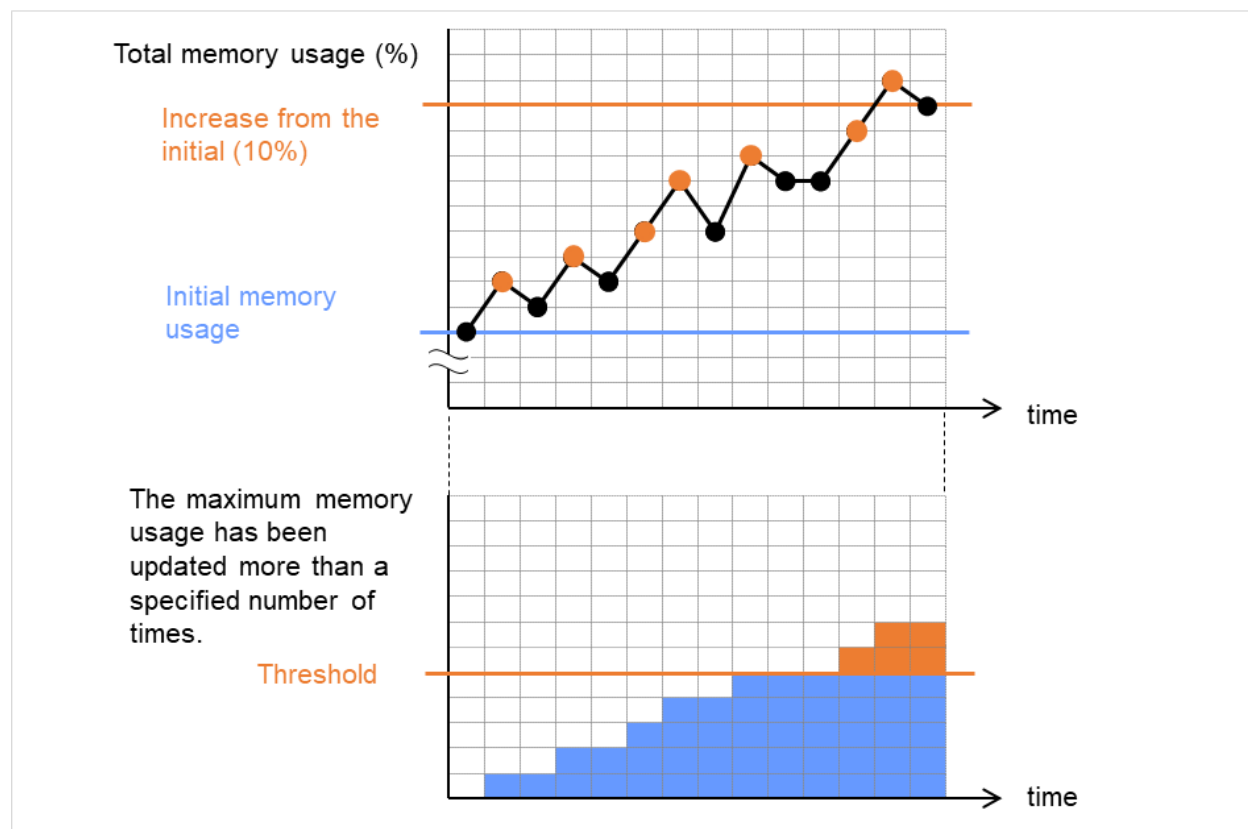 Total memory usage (%)
Increase from the
initial (10%)
Initial memory
usage
time
The maximum memory
usage has been
updated more than a
specified number of
times.
Threshold
time